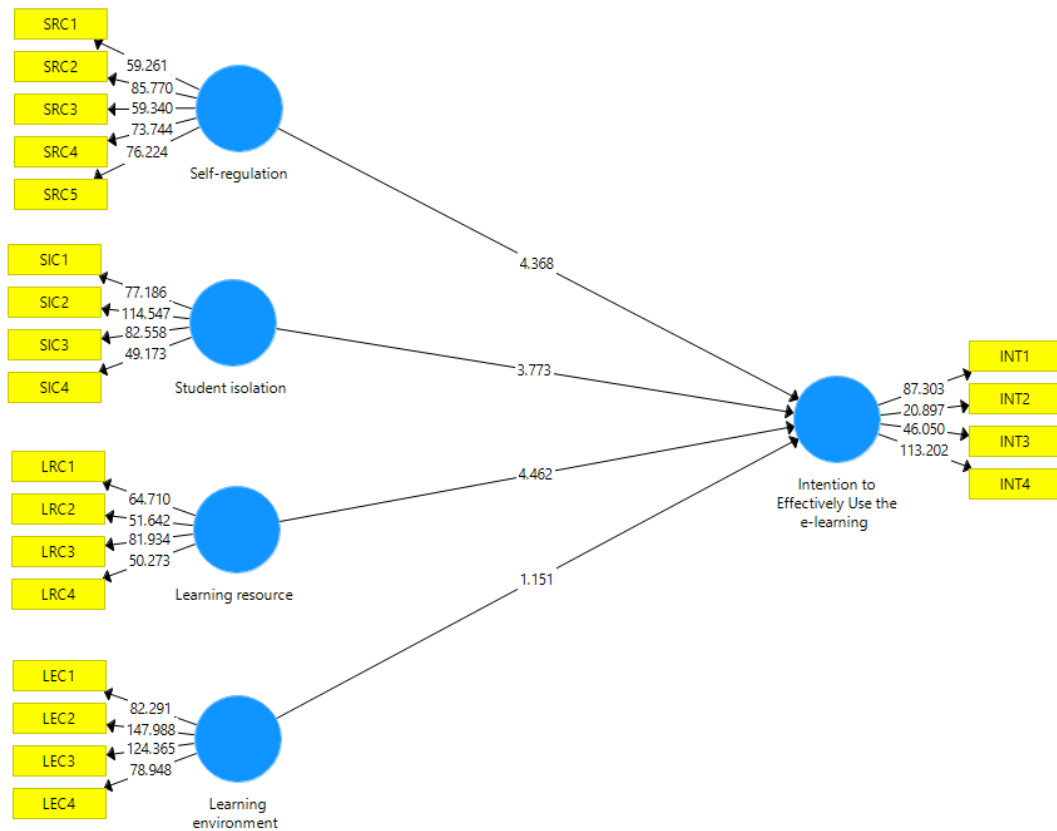 SRC1
59.261
SRC2
85.770
SRC3
59.340
SRC4
73.744
SRC5
76.224
Self-regulation
4.368
SIC1
77.186
SIC2
114.547
SIC3
82.558
SIC4
49.173
Student isolation
3.773
LRC1
64.710
LRC2
51.642
LRC3
81.934
LRC4
50.273
Learning resource
4.462
LEC1
82.291
LEC2
147.988
LEC3
124.365
LEC4
78.948
Learning
environment
1.151
INT1
87.303
INT2
20.897
INT3
46.050
INT4
113.202
Intention to
Effectively Use the
e-learning